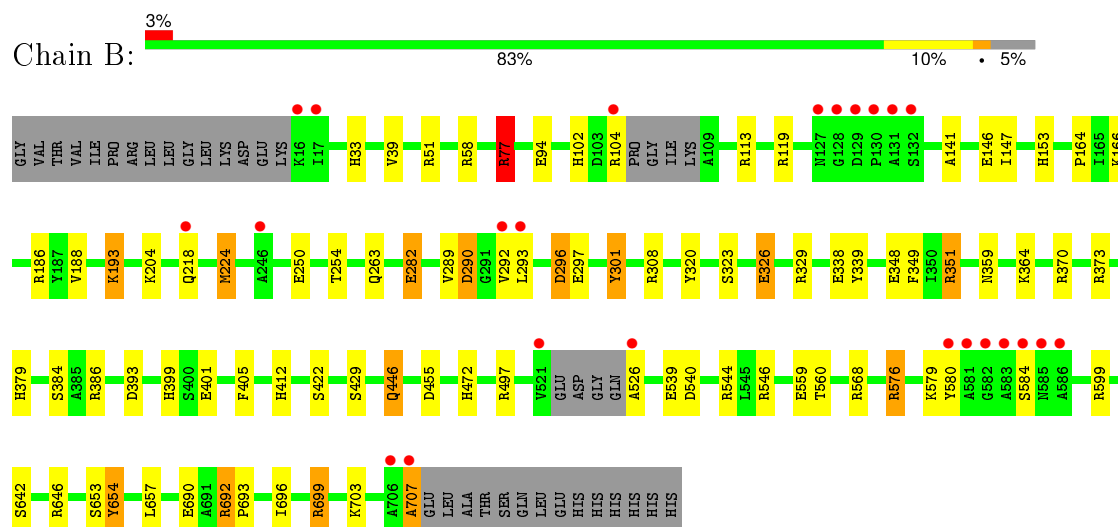 3%
Chain B:
83% 10% • 5%
GLY VAL THR VAL ILE PRO ARG LEU LEU GLY LEU LYS ASP GLU LYS K16 I17 H33 V39 R51 R58 R77 E94 H102 D103 R104 PRO GLY ILE LYS A109 R113 R119 N127 G128 D129 P130 A131 S132 A141 E146 I147 H153 P164 I165 K166
R186 Y187 V188 K193 K204 Q218 M224 A246 E250 T254 Q263 E282 V289 D290 G291 V292 L293 D296 E297 Y301 R308 Y320 S323 E326 R329 E338 Y339 E348 F349 I350 R351 N359 K364 R370 R373
H379 S384 A385 R386 D393 H399 S400 E401 F405 H412 S422 S429 Q446 D455 H472 R497 V521 GLU ASP GLY GLN A526 E539 D540 R544 L545 R546 E559 T560 R568 R576 K579 Y580 A581 G582 A583 S584 N585 A586 R599
S642 R646 S653 Y654 L657 E690 A691 R692 P693 I696 R699 K703 A706 A707 GLU LEU ALA THR SER GLN LEU LEU GLU HIS HIS HIS HIS HIS HIS